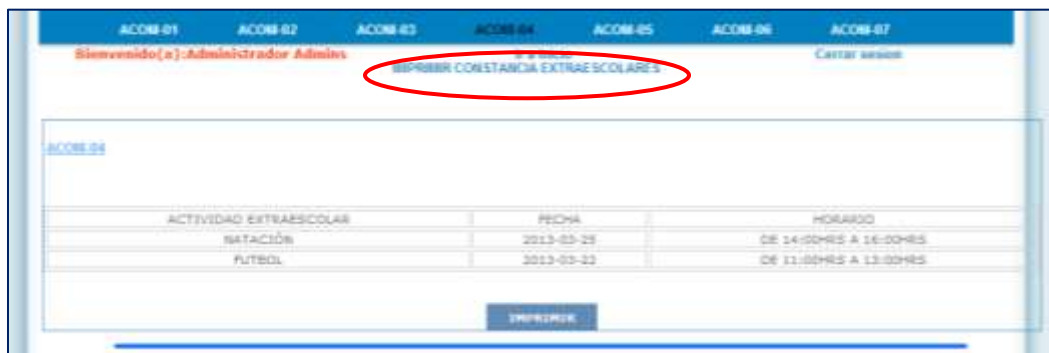 ACOM-01 ACOM-02 ACOM-03 ACOM-04 ACOM-05 ACOM-06 ACOM-07
Bienvenido(a):Administrador Admins Cerrar sesion
IMPRIMIR CONSTANCIA EXTRAESCOLARES
ACOM-04
ACTIVIDAD EXTRAESCOLAR FECHA HORARIO
NATACIÓN 2013-03-25 DE 14:00HRS A 16:00HRS
FUTBOL 2013-03-22 DE 11:00HRS A 13:00HRS
IMPRIMIR